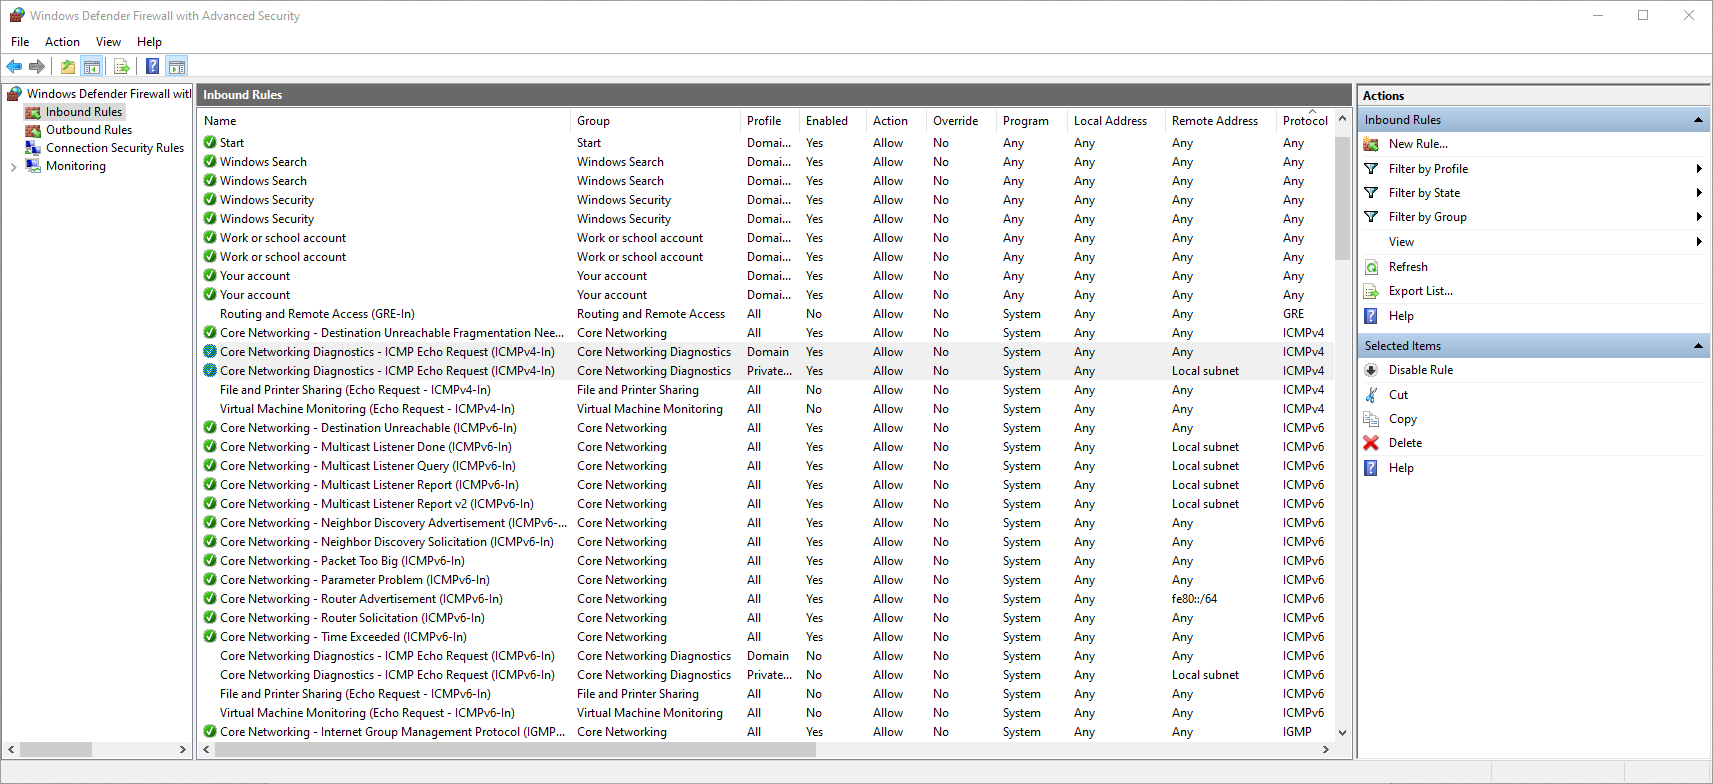 Windows Defender Firewall with Advanced Security
File Action View Help
Windows Defender Firewall witl
Inbound Rules
Outbound Rules
Connection Security Rules
Monitoring
Inbound Rules
Name Group Profile Enabled Action Override Program Local Address Remote Address Protocol
Start Start Domai... Yes Allow No Any Any Any Any
Windows Search Windows Search Domai... Yes Allow No Any Any Any Any
Windows Search Windows Search Domai... Yes Allow No Any Any Any Any
Windows Security Windows Security Domai... Yes Allow No Any Any Any Any
Windows Security Windows Security Domai... Yes Allow No Any Any Any Any
Work or school account Work or school account Domai... Yes Allow No Any Any Any Any
Work or school account Work or school account Domai... Yes Allow No Any Any Any Any
Your account Your account Domai... Yes Allow No Any Any Any Any
Your account Your account Domai... Yes Allow No Any Any Any Any
Routing and Remote Access (GRE-In) Routing and Remote Access All No Allow No System Any Any GRE
Core Networking - Destination Unreachable Fragmentation Nee... Core Networking All Yes Allow No System Any Any ICMPv4
Core Networking Diagnostics - ICMP Echo Request (ICMPv4-In) Core Networking Diagnostics Domain Yes Allow No System Any Any ICMPv4
Core Networking Diagnostics - ICMP Echo Request (ICMPv4-In) Core Networking Diagnostics Private... Yes Allow No System Any Local subnet ICMPv4
File and Printer Sharing (Echo Request - ICMPv4-In) File and Printer Sharing All No Allow No System Any Any ICMPv4
Virtual Machine Monitoring (Echo Request - ICMPv4-In) Virtual Machine Monitoring All No Allow No System Any Any ICMPv4
Core Networking - Destination Unreachable (ICMPv6-In) Core Networking All Yes Allow No System Any Any ICMPv6
Core Networking - Multicast Listener Done (ICMPv6-In) Core Networking All Yes Allow No System Any Local subnet ICMPv6
Core Networking - Multicast Listener Query (ICMPv6-In) Core Networking All Yes Allow No System Any Local subnet ICMPv6
Core Networking - Multicast Listener Report (ICMPv6-In) Core Networking All Yes Allow No System Any Local subnet ICMPv6
Core Networking - Multicast Listener Report v2 (ICMPv6-In) Core Networking All Yes Allow No System Any Local subnet ICMPv6
Core Networking - Neighbor Discovery Advertisement (ICMPv6-... Core Networking All Yes Allow No System Any Any ICMPv6
Core Networking - Neighbor Discovery Solicitation (ICMPv6-In) Core Networking All Yes Allow No System Any Any ICMPv6
Core Networking - Packet Too Big (ICMPv6-In) Core Networking All Yes Allow No System Any Any ICMPv6
Core Networking - Parameter Problem (ICMPv6-In) Core Networking All Yes Allow No System Any Any ICMPv6
Core Networking - Router Advertisement (ICMPv6-In) Core Networking All Yes Allow No System Any fe80::/64 ICMPv6
Core Networking - Router Solicitation (ICMPv6-In) Core Networking All Yes Allow No System Any Any ICMPv6
Core Networking - Time Exceeded (ICMPv6-In) Core Networking All Yes Allow No System Any Any ICMPv6
Core Networking Diagnostics - ICMP Echo Request (ICMPv6-In) Core Networking Diagnostics Domain No Allow No System Any Any ICMPv6
Core Networking Diagnostics - ICMP Echo Request (ICMPv6-In) Core Networking Diagnostics Private... No Allow No System Any Local subnet ICMPv6
File and Printer Sharing (Echo Request - ICMPv6-In) File and Printer Sharing All No Allow No System Any Any ICMPv6
Virtual Machine Monitoring (Echo Request - ICMPv6-In) Virtual Machine Monitoring All No Allow No System Any Any ICMPv6
Core Networking - Internet Group Management Protocol (IGMP... Core Networking All Yes Allow No System Any Any IGMP
Actions
Inbound Rules
New Rule...
Filter by Profile
Filter by State
Filter by Group
View
Refresh
Export List...
Help
Selected Items
Disable Rule
Cut
Copy
Delete
Help